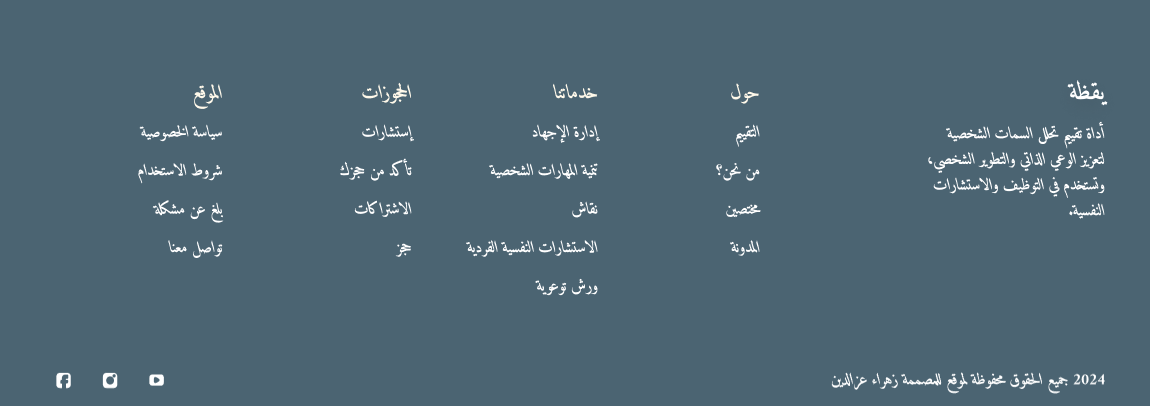 يقظة
أداة تقييم تحلل السمات الشخصية
لتعزيز الوعي الذاتي والتطوير الشخصي،
وتستخدم في التوظيف والاستشارات
النفسية.
حول
التقييم
من نحن؟
مختصين
المدونة
خدماتنا
إدارة الإجهاد
تنمية المهارات الشخصية
نقاش
الاستشارات النفسية الفردية
ورش توعوية
الحجوزات
إستشارات
تأكد من حجزك
الاشتراكات
حجز
الموقع
سياسة الخصوصية
شروط الاستخدام
بلغ عن مشكلة
تواصل معنا
2024 جميع الحقوق محفوظة لموقع للمصممة زهراء عزالدين